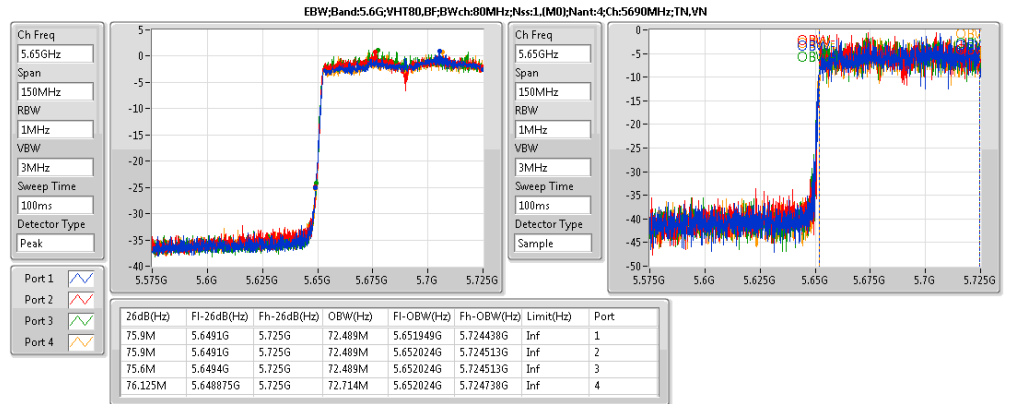 EBW;Band:5.6G;VHT80,BF;BWch:80MHz;Nss:1,(M0);Nant:4;Ch:5690MHz;TN,VN
Ch Freq
5.65GHz
Span
150MHz
RBW
1MHz
VBW
3MHz
Sweep Time
100ms
Detector Type
Peak
5
0
-5
-10
-15
-20
-25
-30
-35
-40
5.575G 5.6G 5.625G 5.65G 5.675G 5.7G 5.725G
Ch Freq
5.65GHz
Span
150MHz
RBW
1MHz
VBW
3MHz
Sweep Time
100ms
Detector Type
Sample
0
-5
-10
-15
-20
-25
-30
-35
-40
-45
-50
5.575G 5.6G 5.625G 5.65G 5.675G 5.7G 5.725G
Port 1
Port 2
Port 3
Port 4
26dB(Hz) Fl-26dB(Hz) Fh-26dB(Hz) OBW(Hz) Fl-OBW(Hz) Fh-OBW(Hz) Limit(Hz) Port
75.9M 5.6491G 5.725G 72.489M 5.651949G 5.724438G Inf 1
75.9M 5.6491G 5.725G 72.489M 5.652024G 5.724513G Inf 2
75.6M 5.6494G 5.725G 72.489M 5.652024G 5.724513G Inf 3
76.125M 5.648875G 5.725G 72.714M 5.652024G 5.724738G Inf 4